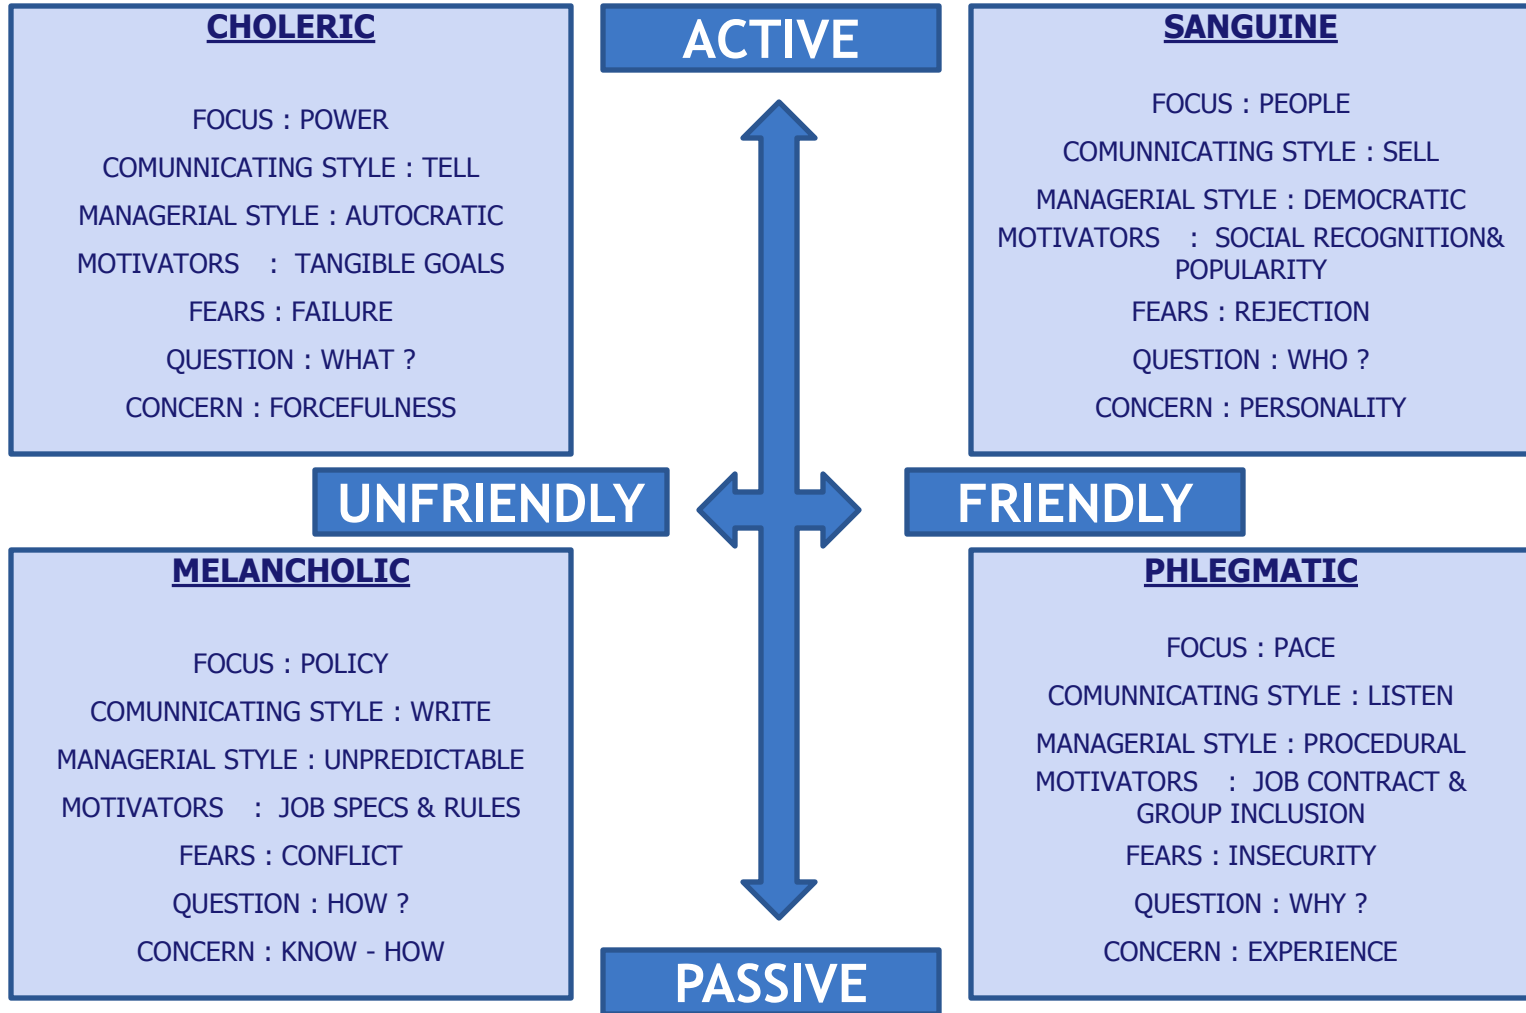 CHOLERIC
FOCUS : POWER
COMUNNICATING STYLE : TELL
MANAGERIAL STYLE : AUTOCRATIC
MOTIVATORS : TANGIBLE GOALS
FEARS : FAILURE
QUESTION : WHAT ?
CONCERN : FORCEFULNESS
ACTIVE
SANGUINE
FOCUS : PEOPLE
COMUNNICATING STYLE : SELL
MANAGERIAL STYLE : DEMOCRATIC
MOTIVATORS : SOCIAL RECOGNITION&
POPULARITY
FEARS : REJECTION
QUESTION : WHO ?
CONCERN : PERSONALITY
UNFRIENDLY
FRIENDLY
MELANCHOLIC
FOCUS : POLICY
COMUNNICATING STYLE : WRITE
MANAGERIAL STYLE : UNPREDICTABLE
MOTIVATORS : JOB SPECS & RULES
FEARS : CONFLICT
QUESTION : HOW ?
CONCERN : KNOW - HOW
PHLEGMATIC
FOCUS : PACE
COMUNNICATING STYLE : LISTEN
MANAGERIAL STYLE : PROCEDURAL
MOTIVATORS : JOB CONTRACT &
GROUP INCLUSION
FEARS : INSECURITY
QUESTION : WHY ?
CONCERN : EXPERIENCE
PASSIVE